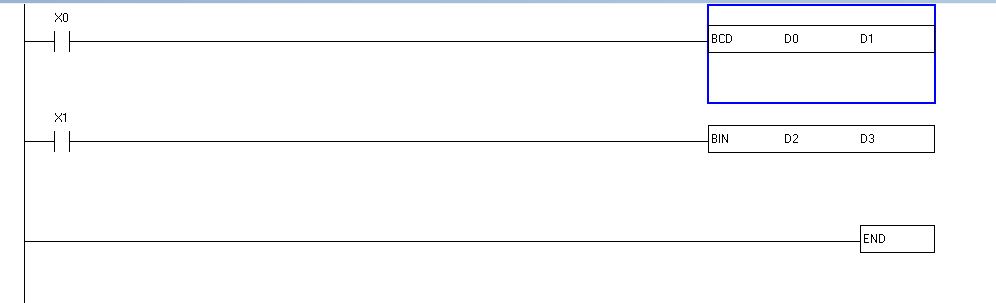 X0
BCD D0 D1
X1
BIN D2 D3
END